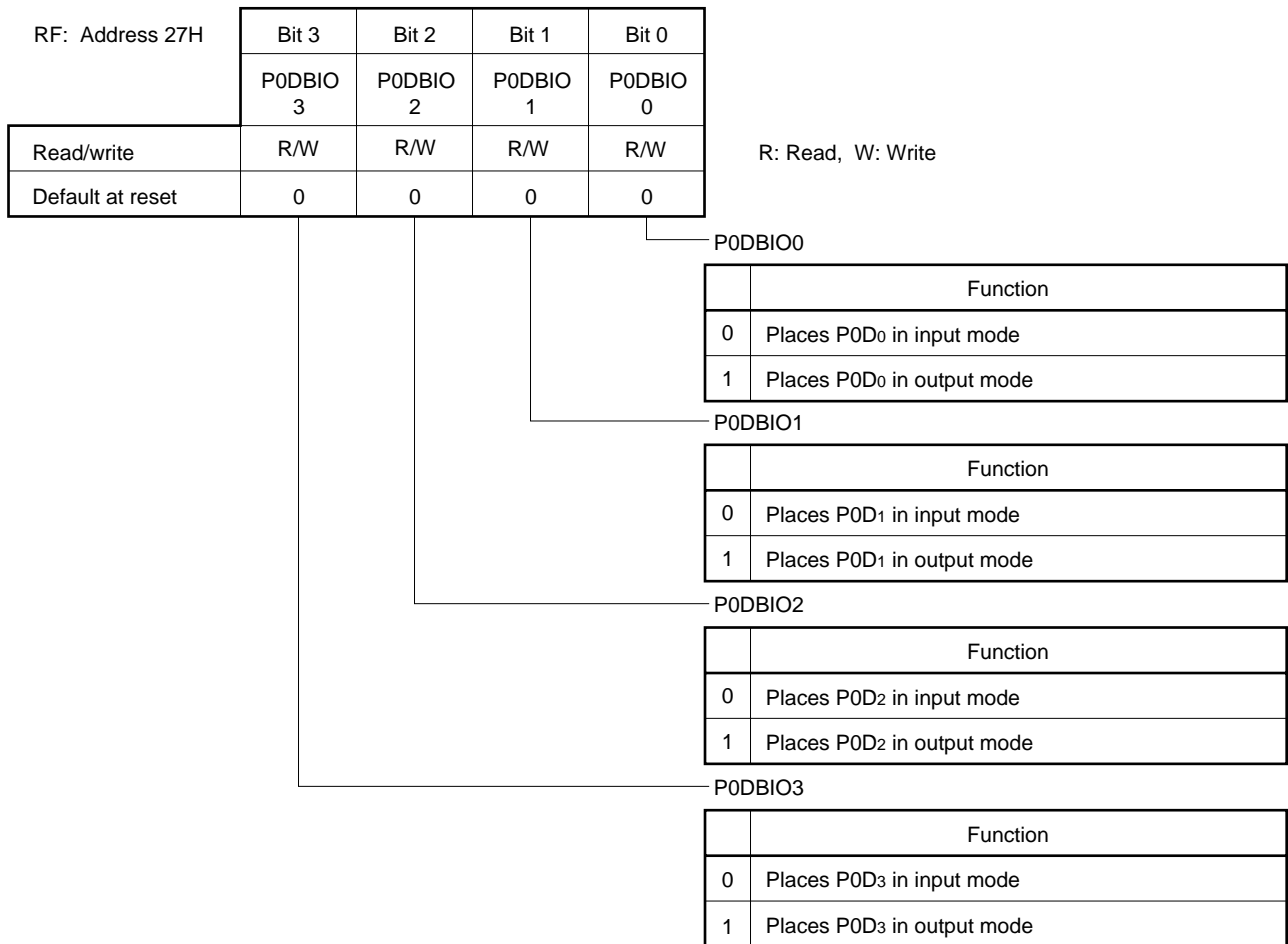 RF: Address 27H Bit 3 Bit 2 Bit 1 Bit 0
P0DBIO P0DBIO P0DBIO P0DBIO
3 2 1 0
Read/write R/W R/W R/W R/W R: Read, W: Write
Default at reset 0 0 0 0
P0DBIO0
Function
0 Places P0D0 in input mode
1 Places P0D0 in output mode
P0DBIO1
Function
0 Places P0D1 in input mode
1 Places P0D1 in output mode
P0DBIO2
Function
0 Places P0D2 in input mode
1 Places P0D2 in output mode
P0DBIO3
Function
0 Places P0D3 in input mode
1 Places P0D3 in output mode